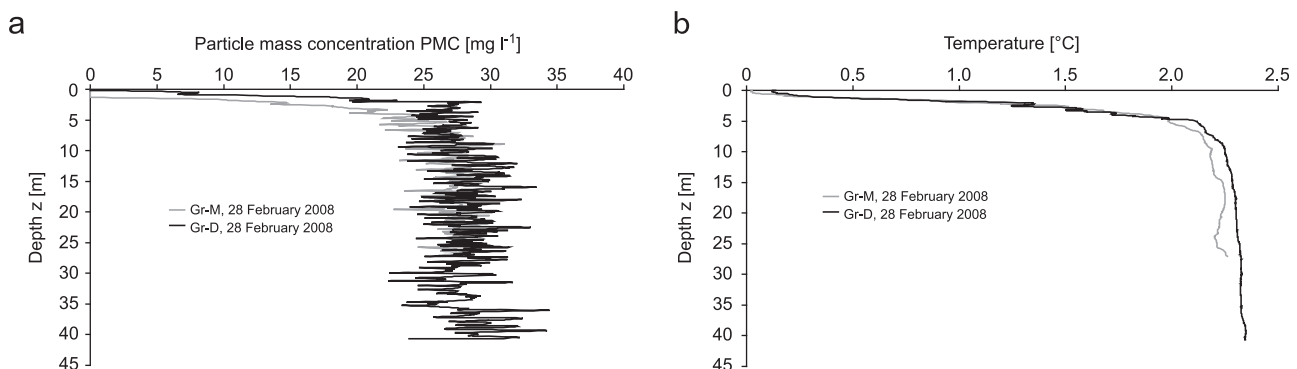 a
Particle mass concentration PMC [mg l-1]
0 5 10 15 20 25 30 35 40
0
5
10
15
20
25
30
35
40
45
Depth z [m]
Gr-M, 28 February 2008
Gr-D, 28 February 2008
b
Temperature [°C]
0 0.5 1.0 1.5 2.0 2.5
0
5
10
15
20
25
30
35
40
45
Depth z [m]
Gr-M, 28 February 2008
Gr-D, 28 February 2008